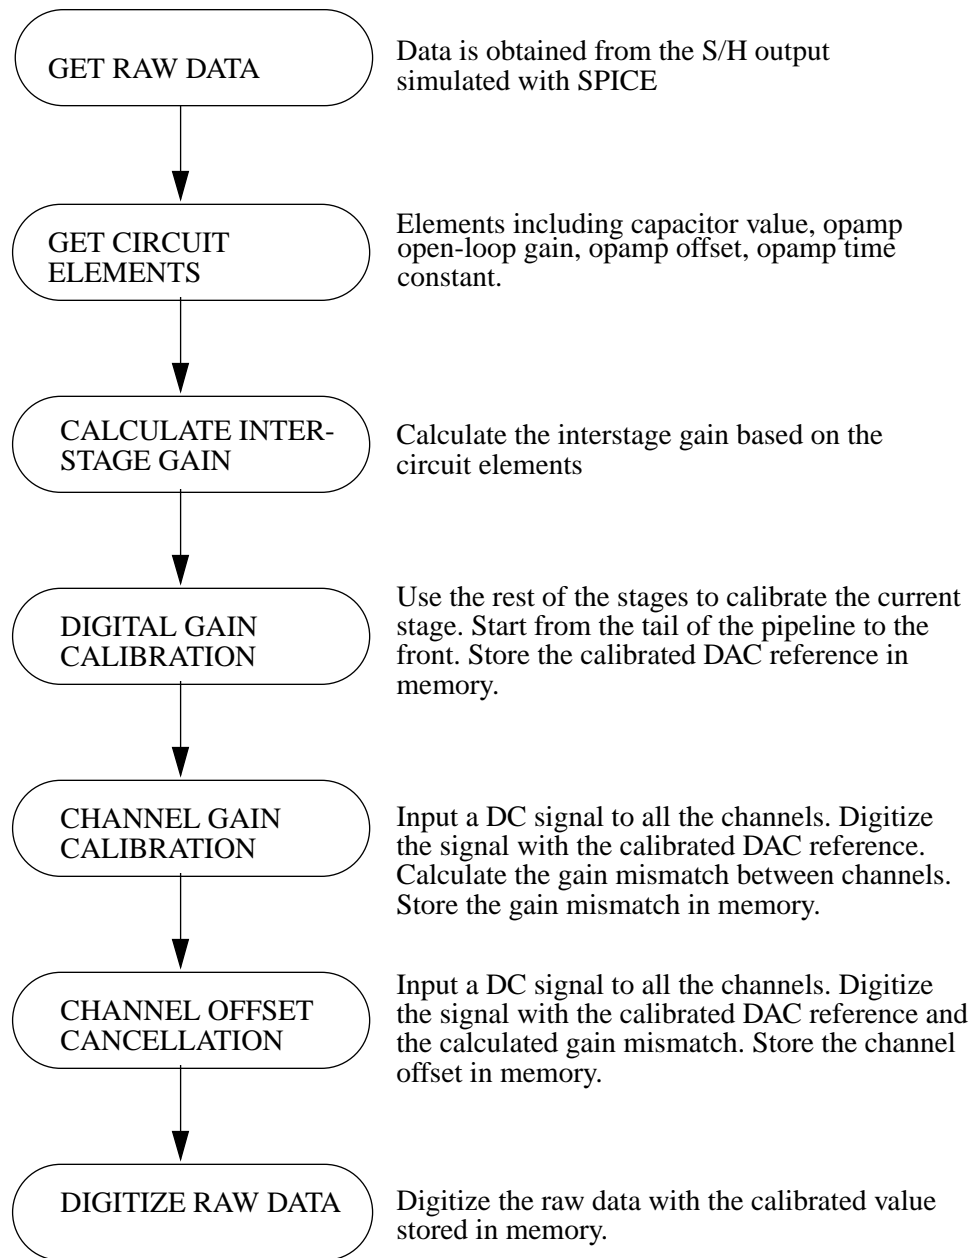 GET RAW DATA
Data is obtained from the S/H output
simulated with SPICE
GET CIRCUIT
ELEMENTS
Elements including capacitor value, opamp
open-loop gain, opamp offset, opamp time
constant.
CALCULATE INTER-
STAGE GAIN
Calculate the interstage gain based on the
circuit elements
DIGITAL GAIN
CALIBRATION
Use the rest of the stages to calibrate the current
stage. Start from the tail of the pipeline to the
front. Store the calibrated DAC reference in
memory.
CHANNEL GAIN
CALIBRATION
Input a DC signal to all the channels. Digitize
the signal with the calibrated DAC reference.
Calculate the gain mismatch between channels.
Store the gain mismatch in memory.
CHANNEL OFFSET
CANCELLATION
Input a DC signal to all the channels. Digitize
the signal with the calibrated DAC reference and
the calculated gain mismatch. Store the channel
offset in memory.
DIGITIZE RAW DATA
Digitize the raw data with the calibrated value
stored in memory.